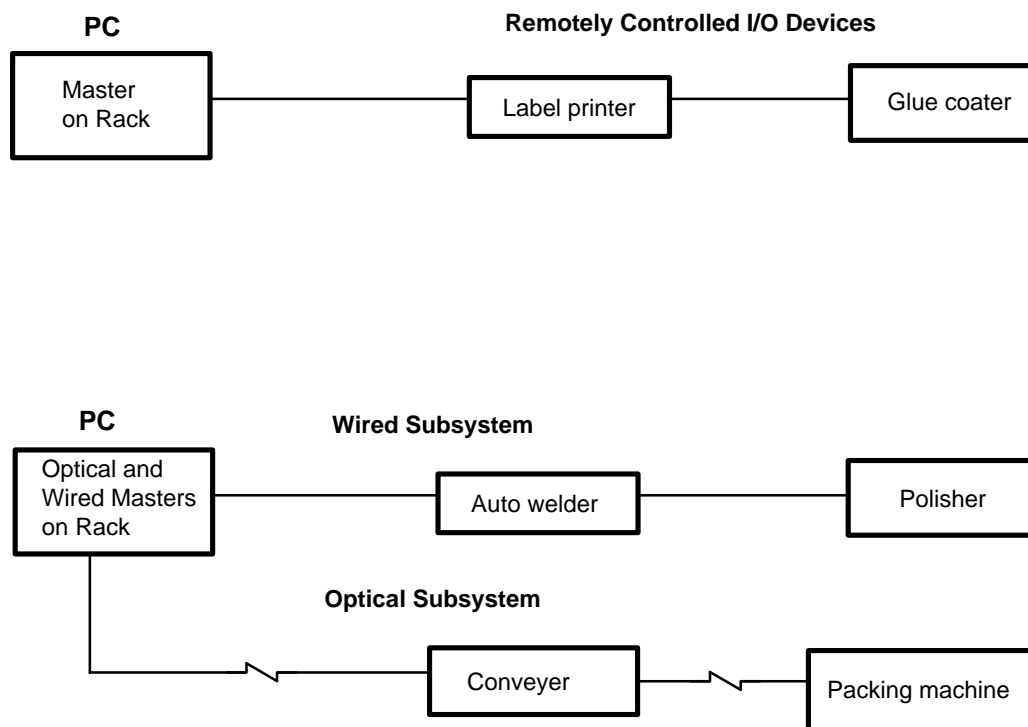 PC
Remotely Controlled I/O Devices
Master
on Rack
Label printer
Glue coater
PC
Wired Subsystem
Optical and
Wired Masters
on Rack
Auto welder
Polisher
Optical Subsystem
Conveyer
Packing machine